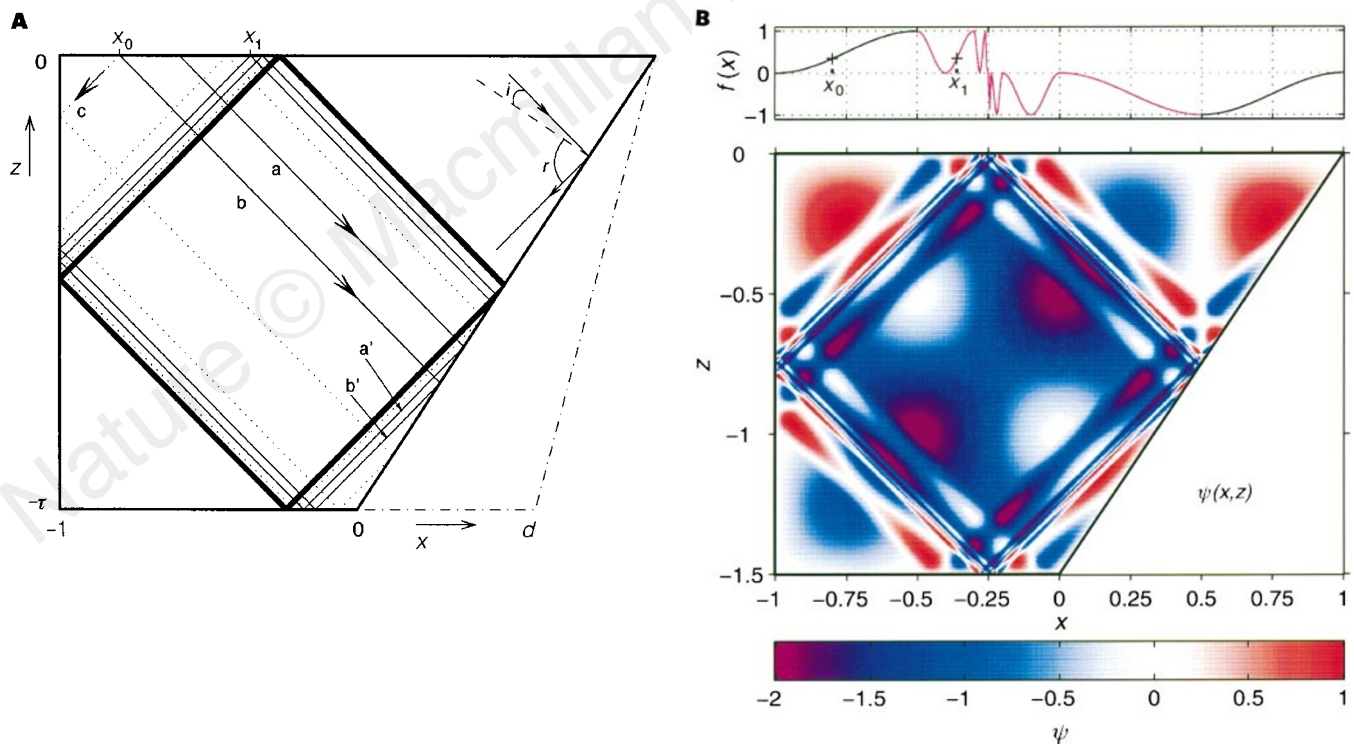 A
x₀ x₁
0
c
z
i
r
a
b
a'
b'
-τ
-1 0 x d
Nature © Macmillan
B
f(x)
1
0
-1
x₀ x₁
z
0
-0.5
-1
-1.5
ψ(x,z)
-1 -0.75 -0.5 -0.25 0 0.25 0.5 0.75 1
x
-2 -1.5 -1 -0.5 0 0.5 1
ψ